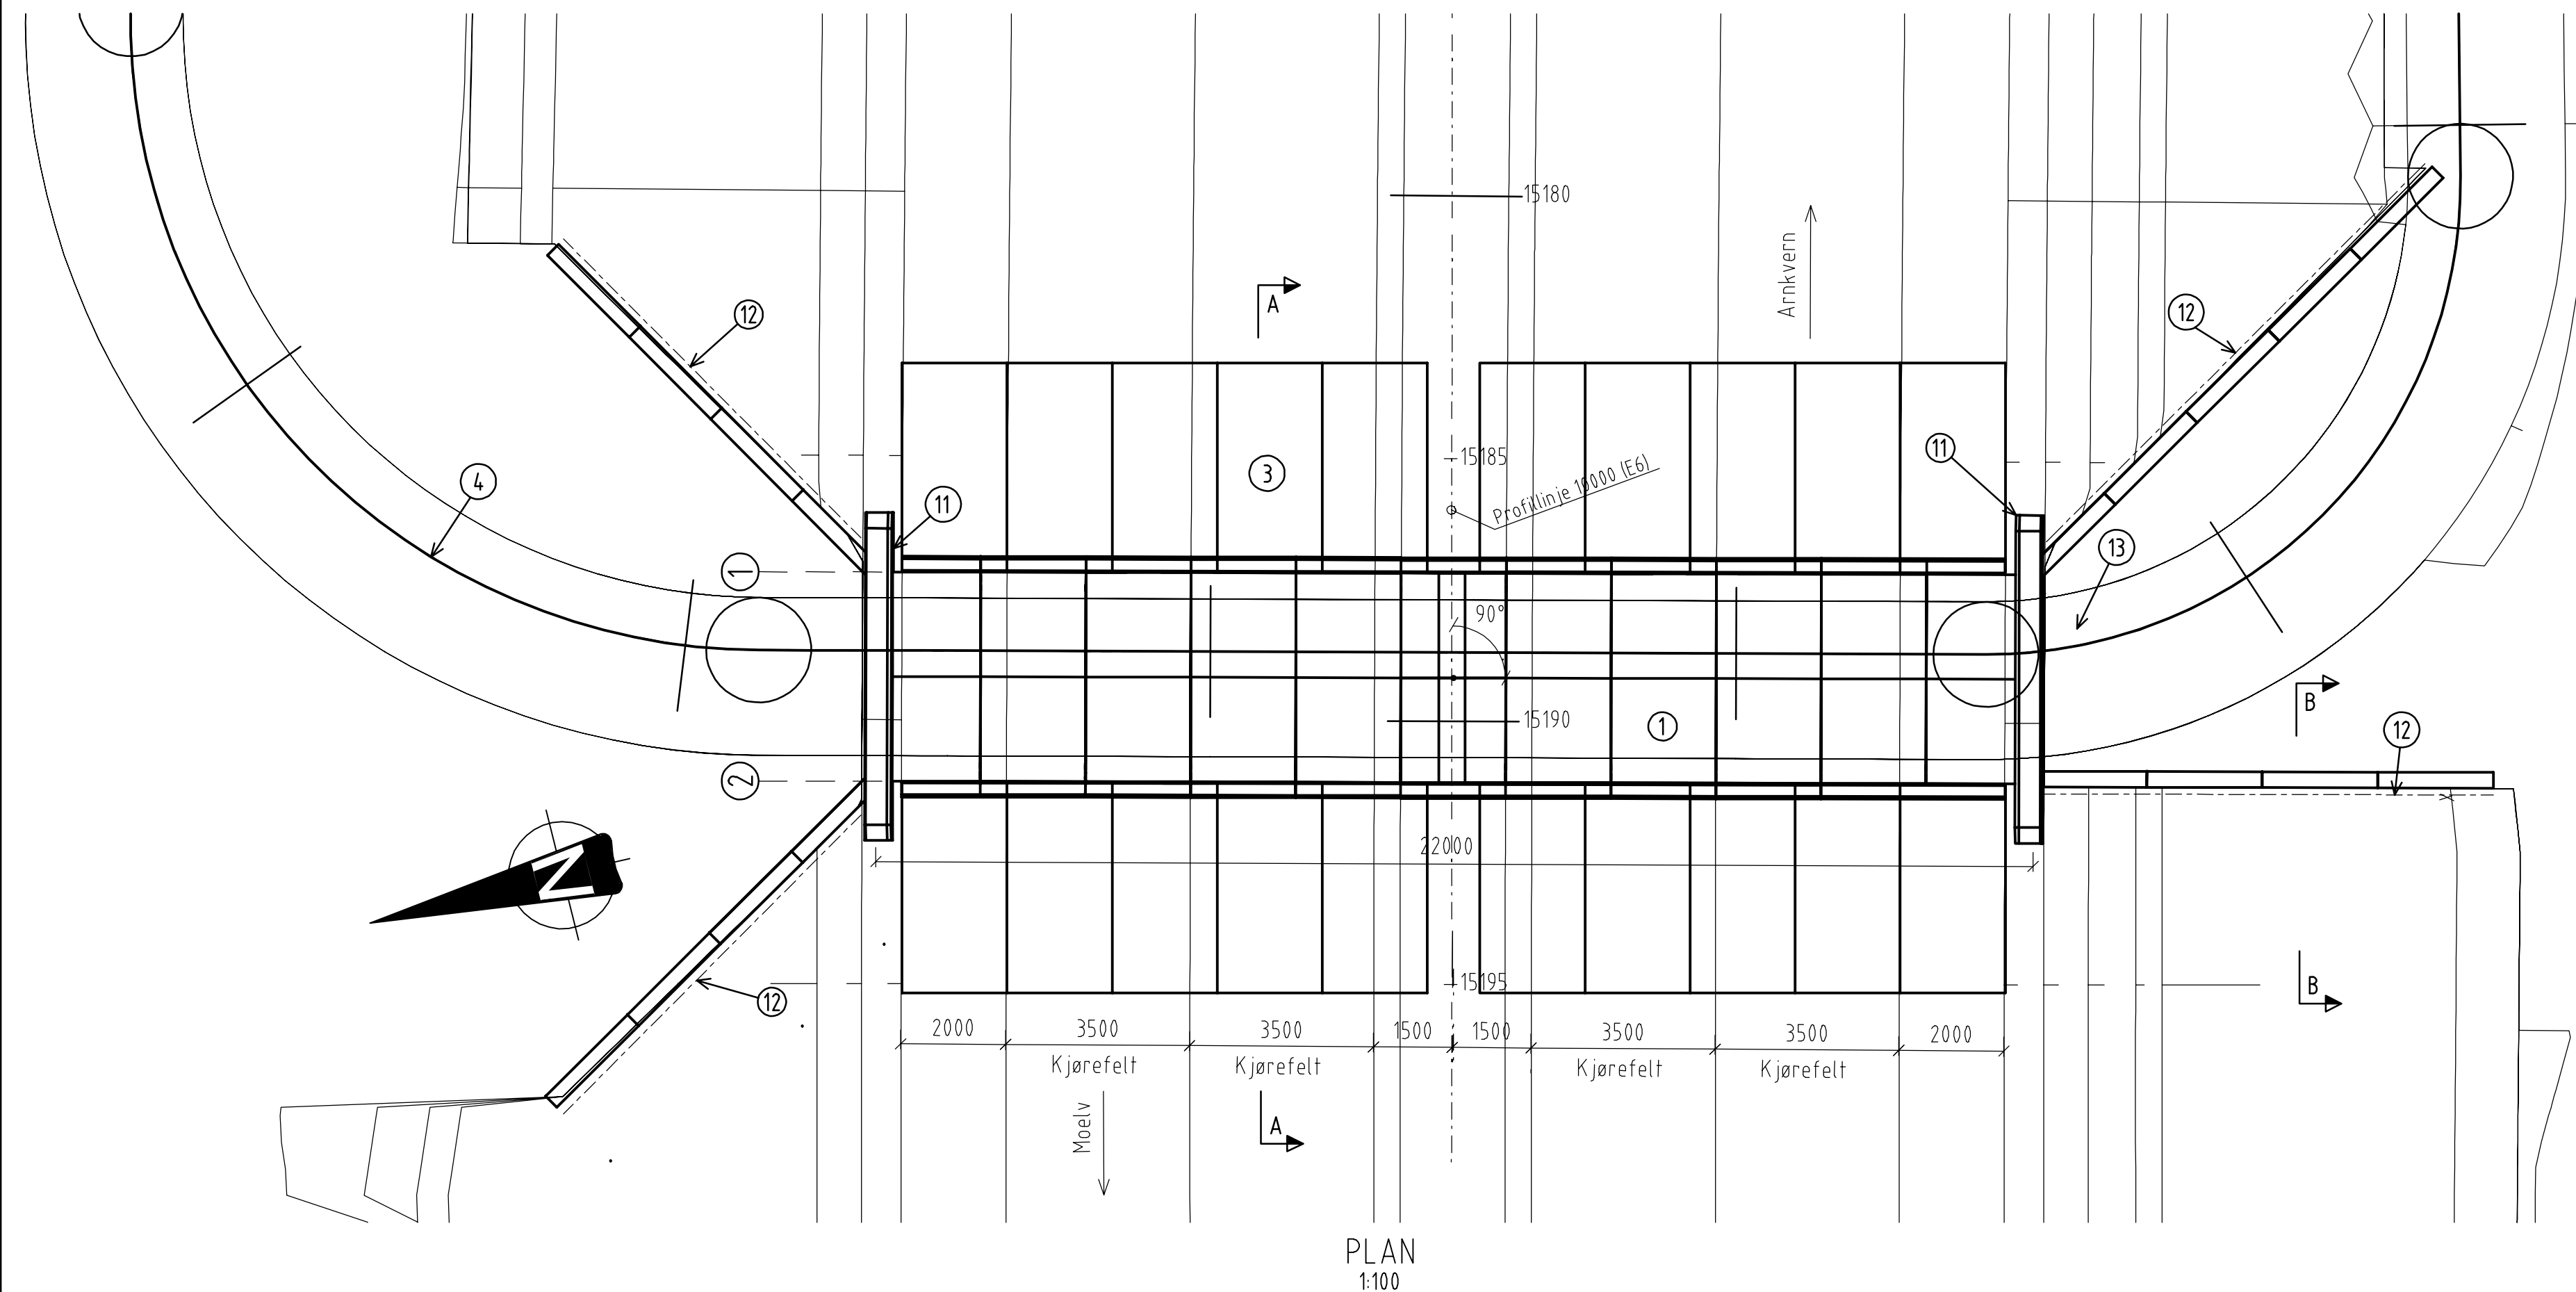 15180
Arnkvern
A
12
12
15185
Profillinje 10000 (E6)
3
4
11
11
1
13
90°
B
15190
1
12
2
22000
N
12
15195
B
2000 3500 3500 1500 1500 3500 3500 2000
Kjørefelt Kjørefelt Kjørefelt Kjørefelt
Moelv
A
PLAN
1:100